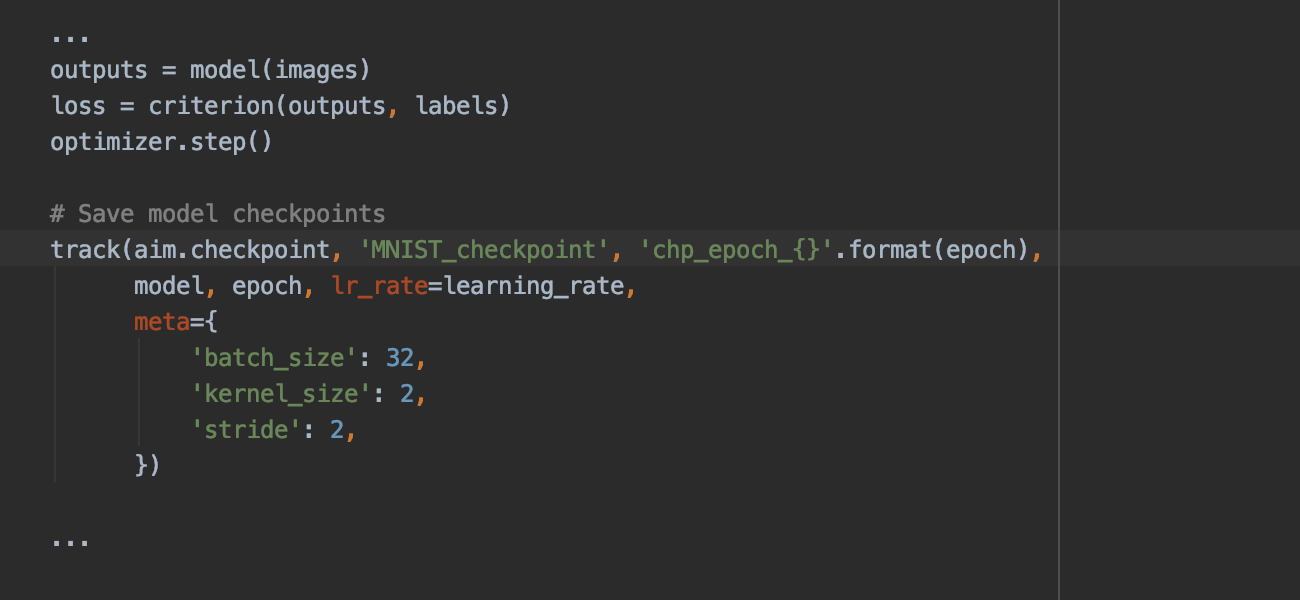 ...
outputs = model(images)
loss = criterion(outputs, labels)
optimizer.step()
# Save model checkpoints
track(aim.checkpoint, 'MNIST_checkpoint', 'chp_epoch_{}'.format(epoch),
model, epoch, lr_rate=learning_rate,
meta={
'batch_size': 32,
'kernel_size': 2,
'stride': 2,
})
...